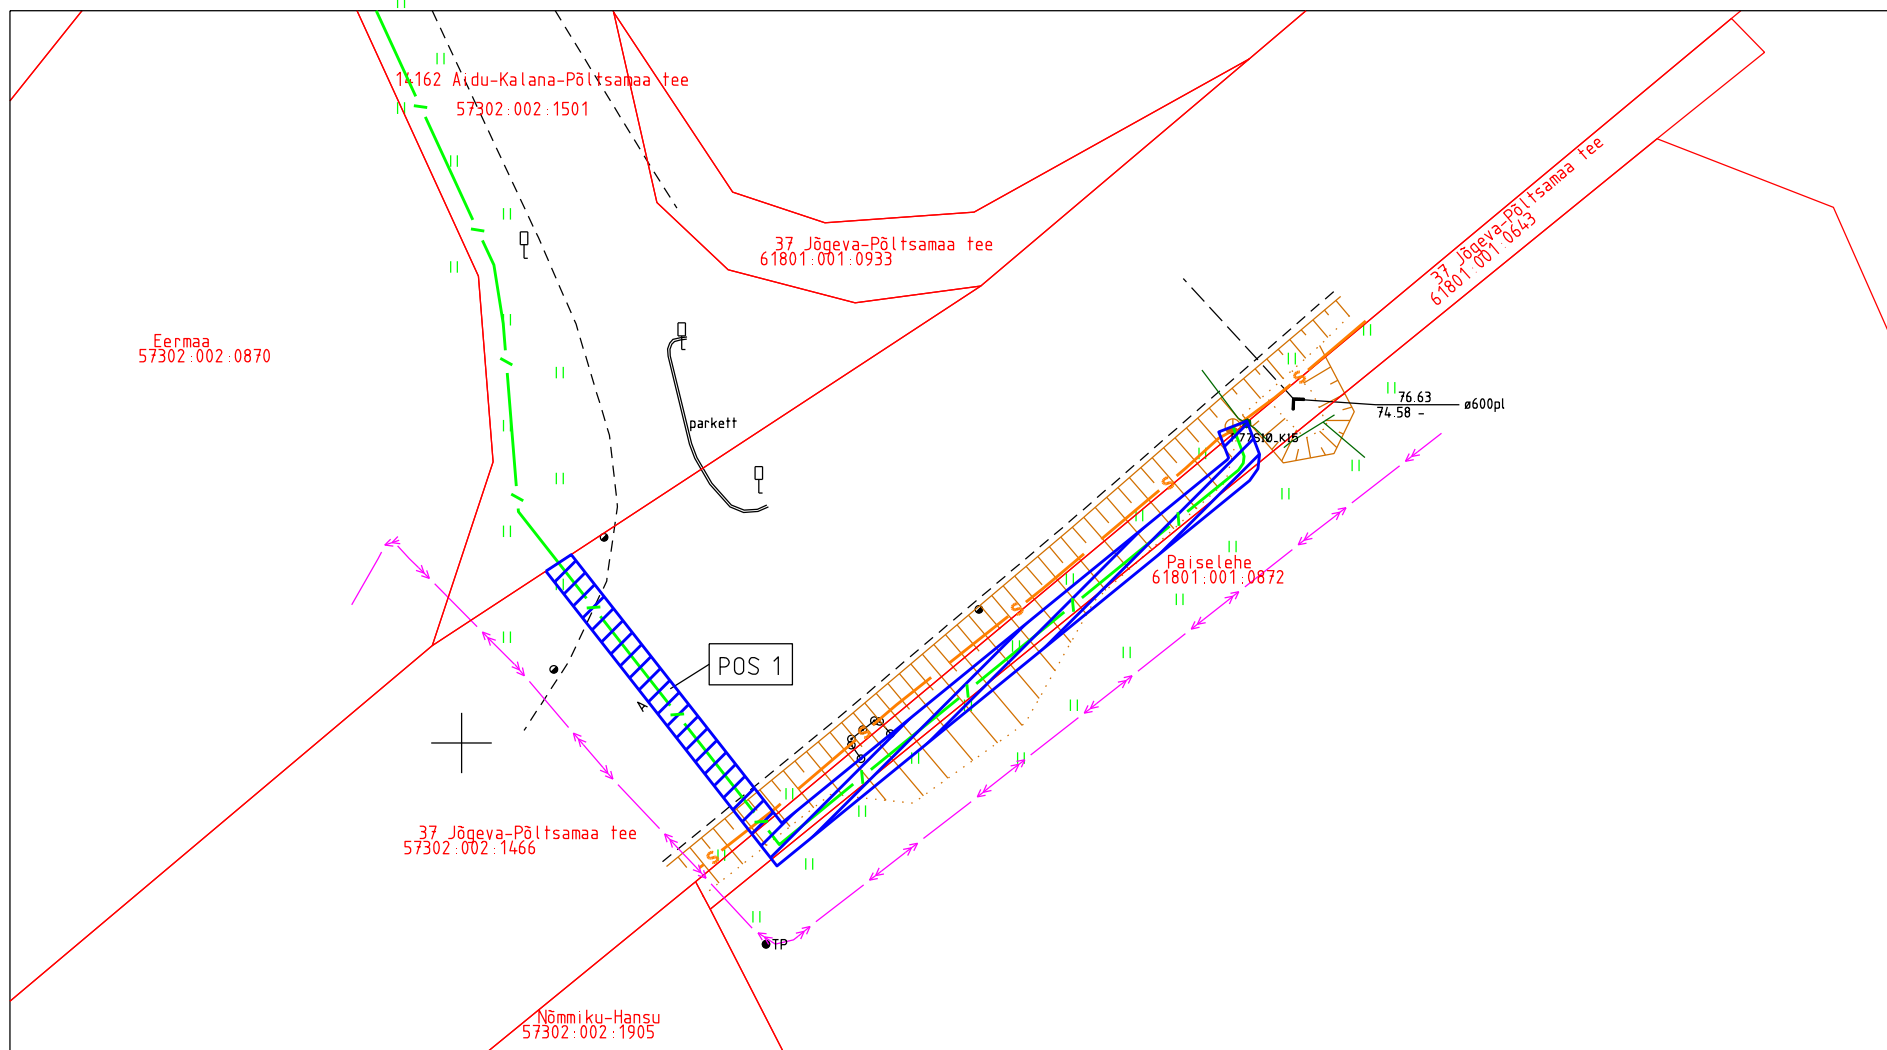 14162 Aidu-Kalana-Põltsamaa tee
57302:002:1501
37 Jõgeva-Põltsamaa tee
61801:001:0643
37 Jõgeva-Põltsamaa tee
61801:001:0933
Eermaa
57302:002:0870
parkett
76.63
74.58 -
ø600pl
S
S
S
S
S
Paiselehe
61801:001:0872
POS 1
A
37 Jõgeva-Põltsamaa tee
57302:002:1466
TP
Nõmmiku-Hansu
57302:002:1905